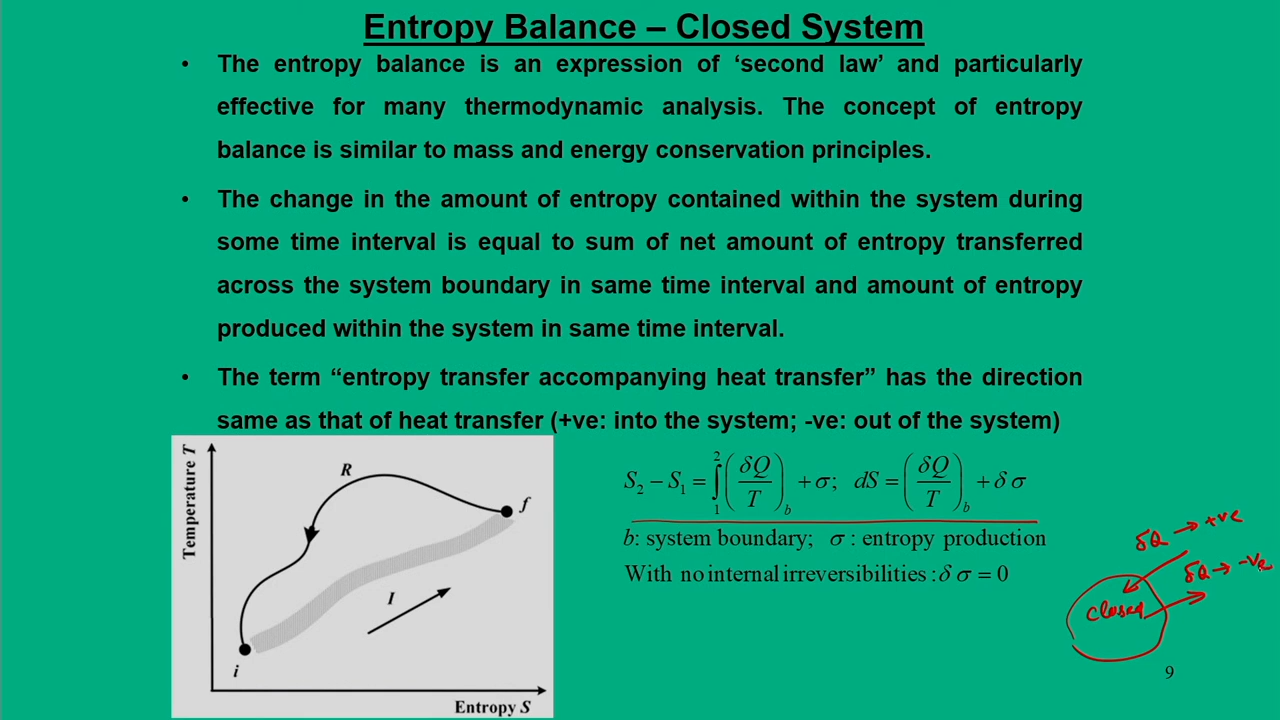 Entropy Balance – Closed System
• The entropy balance is an expression of ‘second law’ and particularly
effective for many thermodynamic analysis. The concept of entropy
balance is similar to mass and energy conservation principles.
• The change in the amount of entropy contained within the system during
some time interval is equal to sum of net amount of entropy transferred
across the system boundary in same time interval and amount of entropy
produced within the system in same time interval.
• The term “entropy transfer accompanying heat transfer” has the direction
same as that of heat transfer (+ve: into the system; -ve: out of the system)
Temperature T
R
f
I
i
Entropy S
S₂ − S₁ = ∫₁² (δQ/T)_b + σ; dS = (δQ/T)_b + δσ
b: system boundary; σ : entropy production
With no internal irreversibilities : δσ = 0
δQ → +ve
δQ → -ve
closed
9